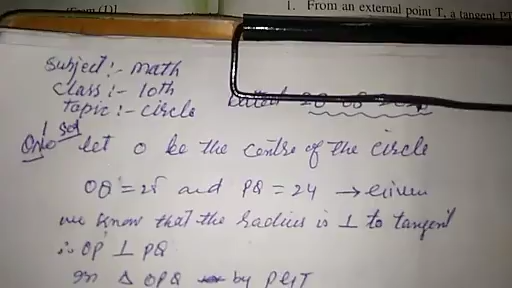 1. From an external point T, a tangent
Subject :- math
Class :- 10th
Topic :- circle
1 Sol
QNo let O be the centre of the circle
OQ = 25 and PQ = 24 → Given
we know that the radius is ⊥ to tangent
∴ OP ⊥ PQ
In Δ OPQ by PGT